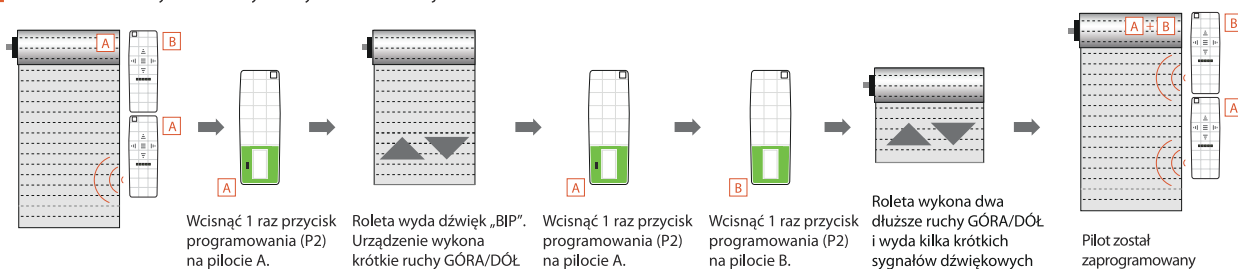 A
B
A
A
Wcisnąć 1 raz przycisk
programowania (P2)
na pilocie A.
Roleta wyda dźwięk „BIP”.
Urządzenie wykona
krótkie ruchy GÓRA/DÓŁ
A
Wcisnąć 1 raz przycisk
programowania (P2)
na pilocie A.
B
Wcisnąć 1 raz przycisk
programowania (P2)
na pilocie B.
Roleta wykona dwa
dłuższe ruchy GÓRA/DÓŁ
i wyda kilka krótkich
sygnałów dźwiękowych
A + B
B
A
Pilot został
zaprogramowany